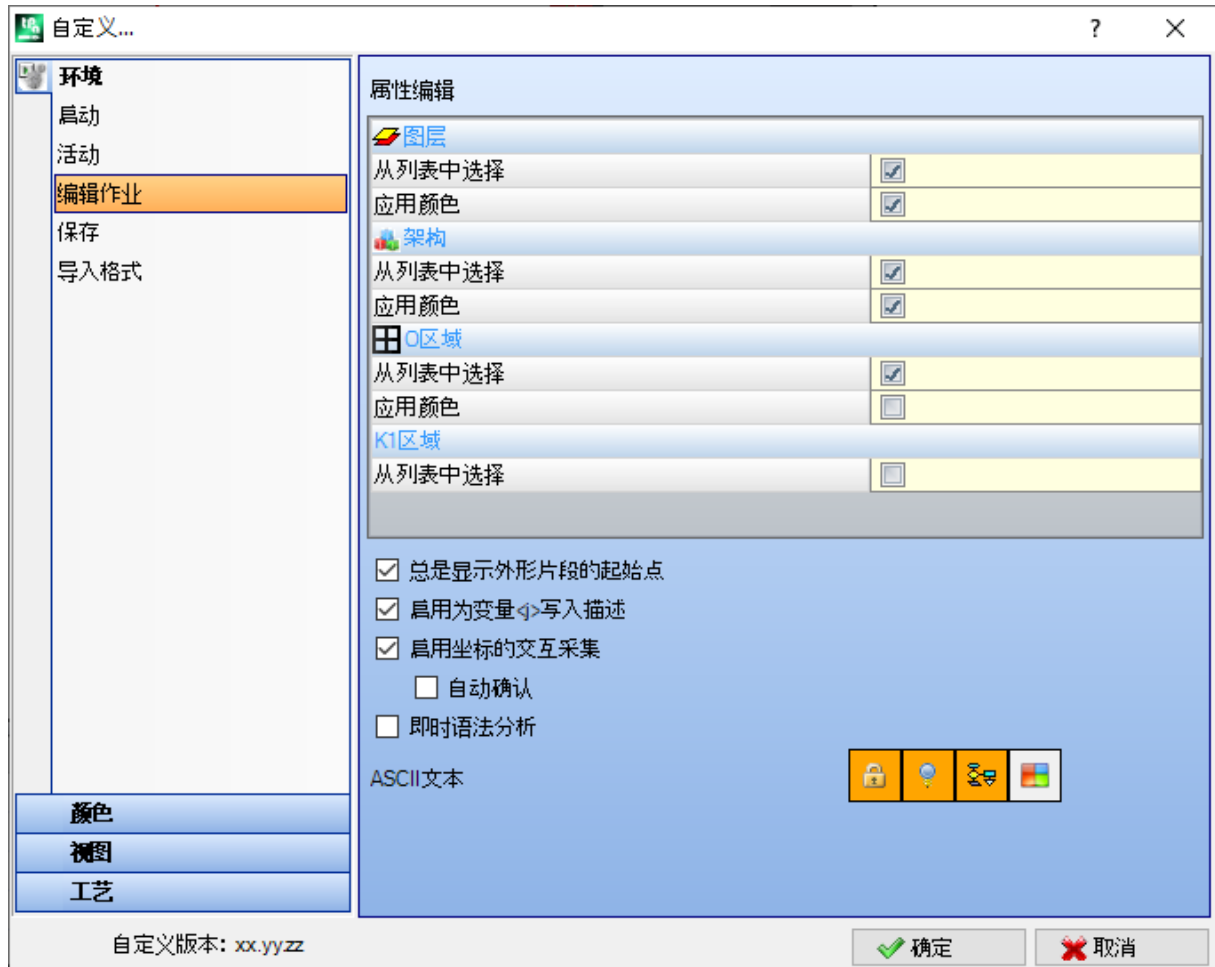 自定义...
?
环境
启动
活动
编辑作业
保存
导入格式
颜色
视图
工艺
属性编辑
图层
从列表中选择
应用颜色
架构
从列表中选择
应用颜色
O区域
从列表中选择
应用颜色
K1区域
从列表中选择
总是显示外形片段的起始点
启用为变量<j>写入描述
启用坐标的交互采集
自动确认
即时语法分析
ASCII文本
自定义版本: xx.yy.zz
确定
取消